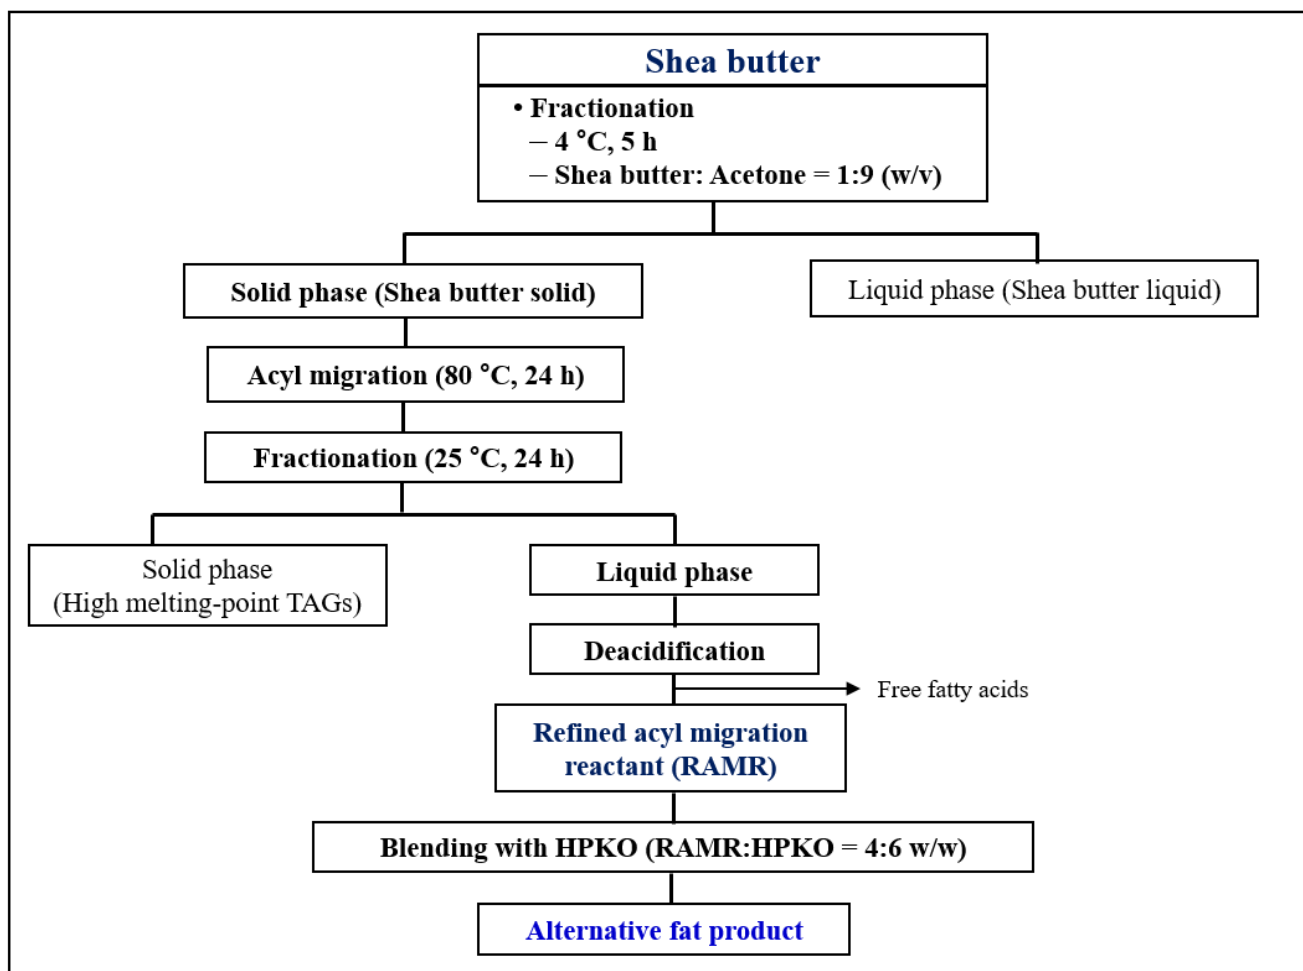 Shea butter
• Fractionation
– 4 °C, 5 h
– Shea butter: Acetone = 1:9 (w/v)
Solid phase (Shea butter solid)
Liquid phase (Shea butter liquid)
Acyl migration (80 °C, 24 h)
Fractionation (25 °C, 24 h)
Solid phase
(High melting-point TAGs)
Liquid phase
Deacidification
Free fatty acids
Refined acyl migration
reactant (RAMR)
Blending with HPKO (RAMR:HPKO = 4:6 w/w)
Alternative fat product